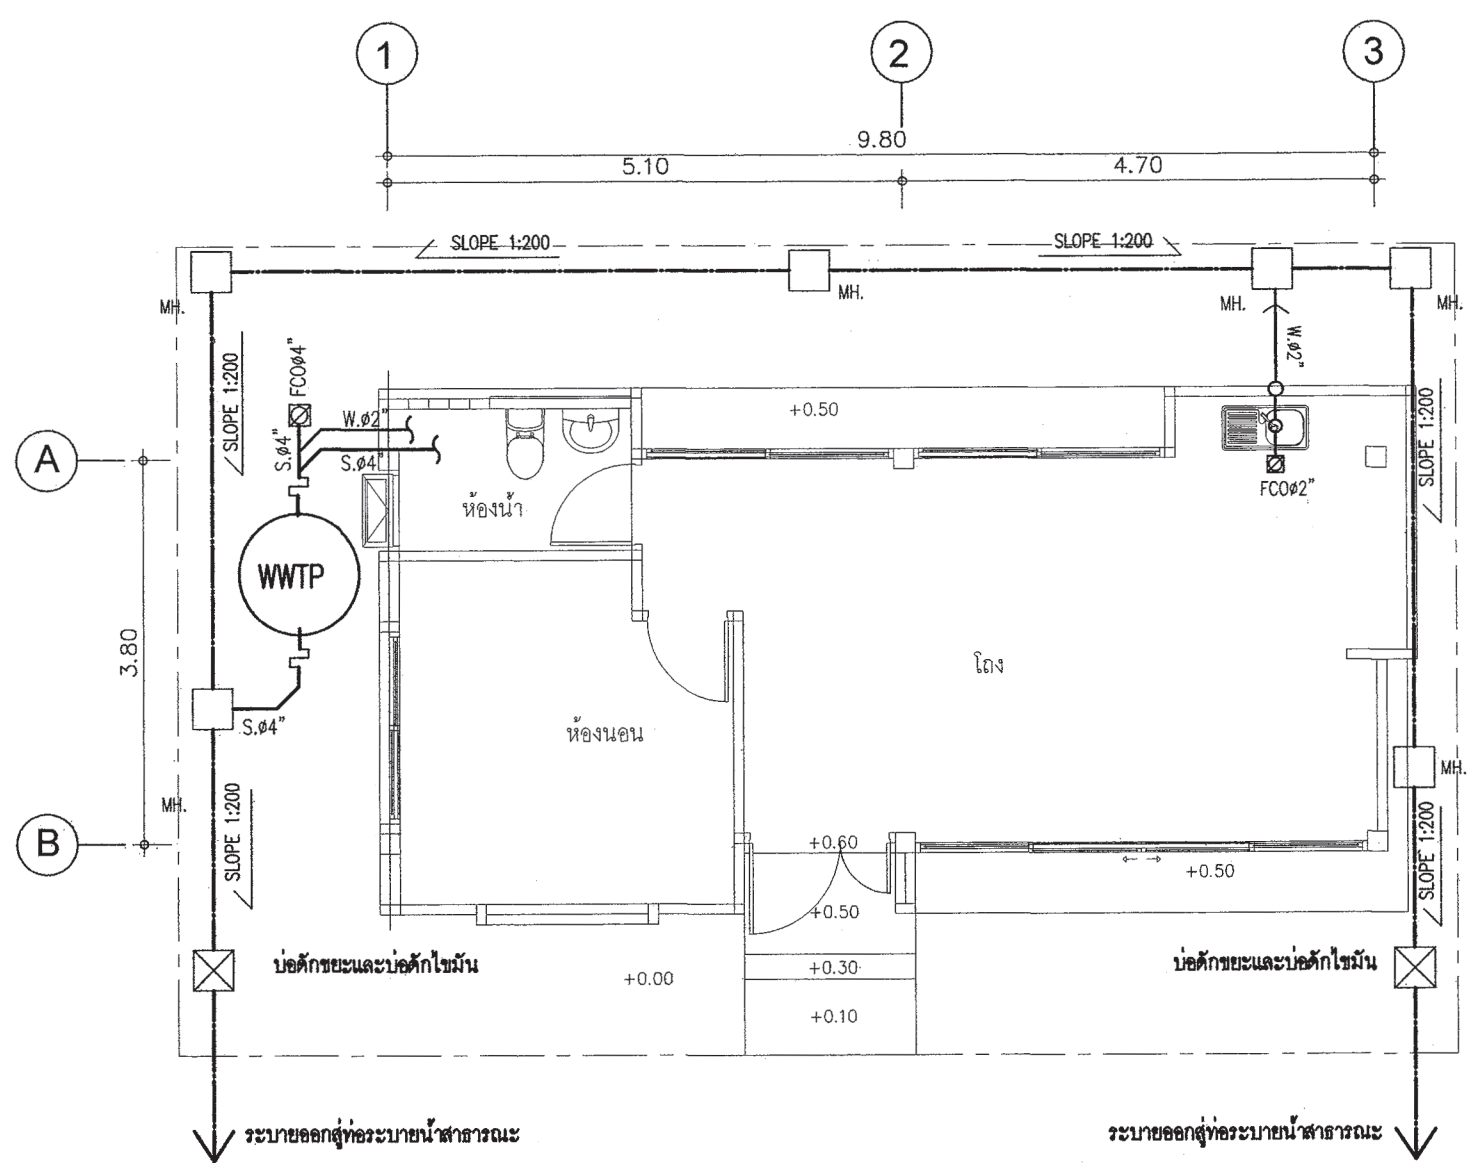 1
2
3
9.80
5.10
4.70
SLOPE 1:200
SLOPE 1:200
MH.
MH.
MH.
MH.
SLOPE 1:200
FCOø4"
W.ø2"
S.ø4"
S.ø4"
W.ø2"
SLOPE 1:200
+0.50
A
FCOø2"
ห้องน้ำ
WWTP
3.80
โถง
S.ø4"
ห้องนอน
MH.
MH.
SLOPE 1:200
SLOPE 1:200
B
+0.60
+0.50
+0.50
บ่อดักขยะและบ่อดักไขมัน
+0.00
+0.30
บ่อดักขยะและบ่อดักไขมัน
+0.10
ระบายออกสู่ท่อระบายน้ำสาธารณะ
ระบายออกสู่ท่อระบายน้ำสาธารณะ